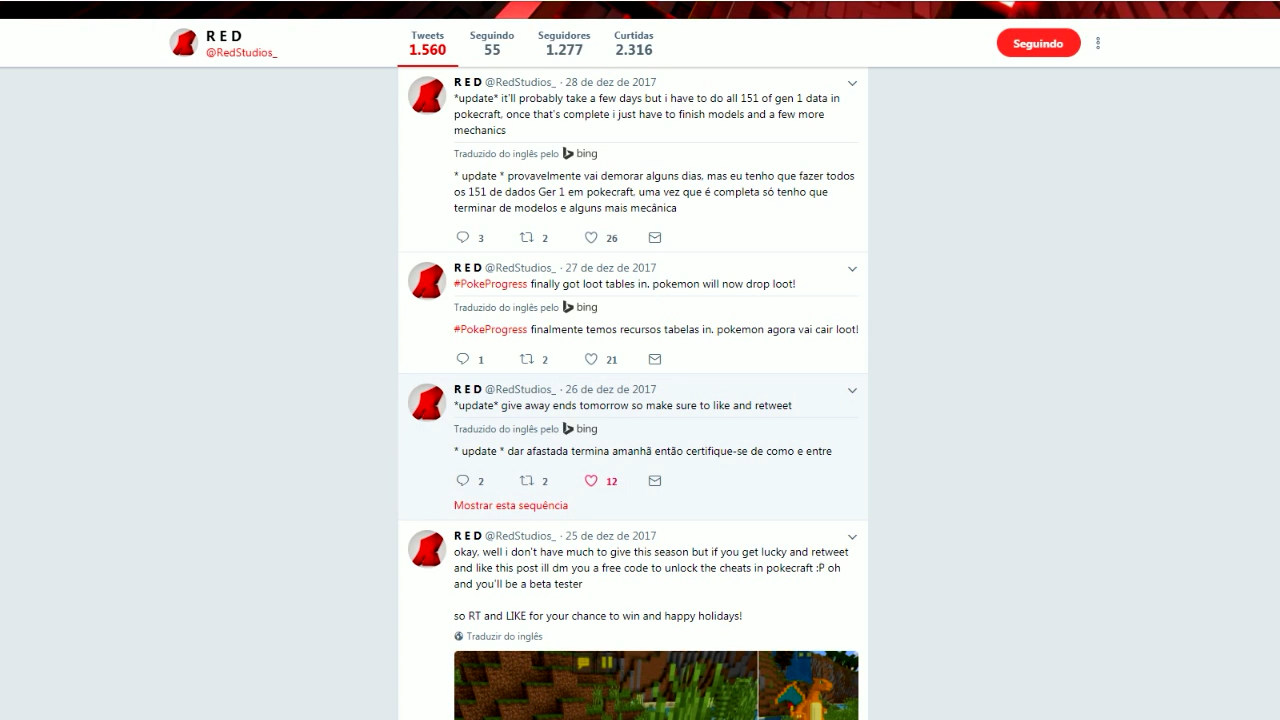 R E D
@RedStudios_
Tweets
1.560
Seguindo
55
Seguidores
1.277
Curtidas
2.316
Seguindo
R E D @RedStudios_ · 28 de dez de 2017
*update* it'll probably take a few days but i have to do all 151 of gen 1 data in
pokecraft, once that's complete i just have to finish models and a few more
mechanics
Traduzido do inglês pelo bing
* update * provavelmente vai demorar alguns dias, mas eu tenho que fazer todos
os 151 de dados Ger 1 em pokecraft, uma vez que é completa só tenho que
terminar de modelos e alguns mais mecânica
3 2 26
R E D @RedStudios_ · 27 de dez de 2017
#PokeProgress finally got loot tables in, pokemon will now drop loot!
Traduzido do inglês pelo bing
#PokeProgress finalmente temos recursos tabelas in, pokemon agora vai cair loot!
1 2 21
R E D @RedStudios_ · 26 de dez de 2017
*update* give away ends tomorrow so make sure to like and retweet
Traduzido do inglês pelo bing
* update * dar afastada termina amanhã então certifique-se de como e entre
2 2 12
Mostrar esta sequência
R E D @RedStudios_ · 25 de dez de 2017
okay, well i don't have much to give this season but if you get lucky and retweet
and like this post ill dm you a free code to unlock the cheats in pokecraft :P oh
and you'll be a beta tester
so RT and LIKE for your chance to win and happy holidays!
Traduzir do inglês